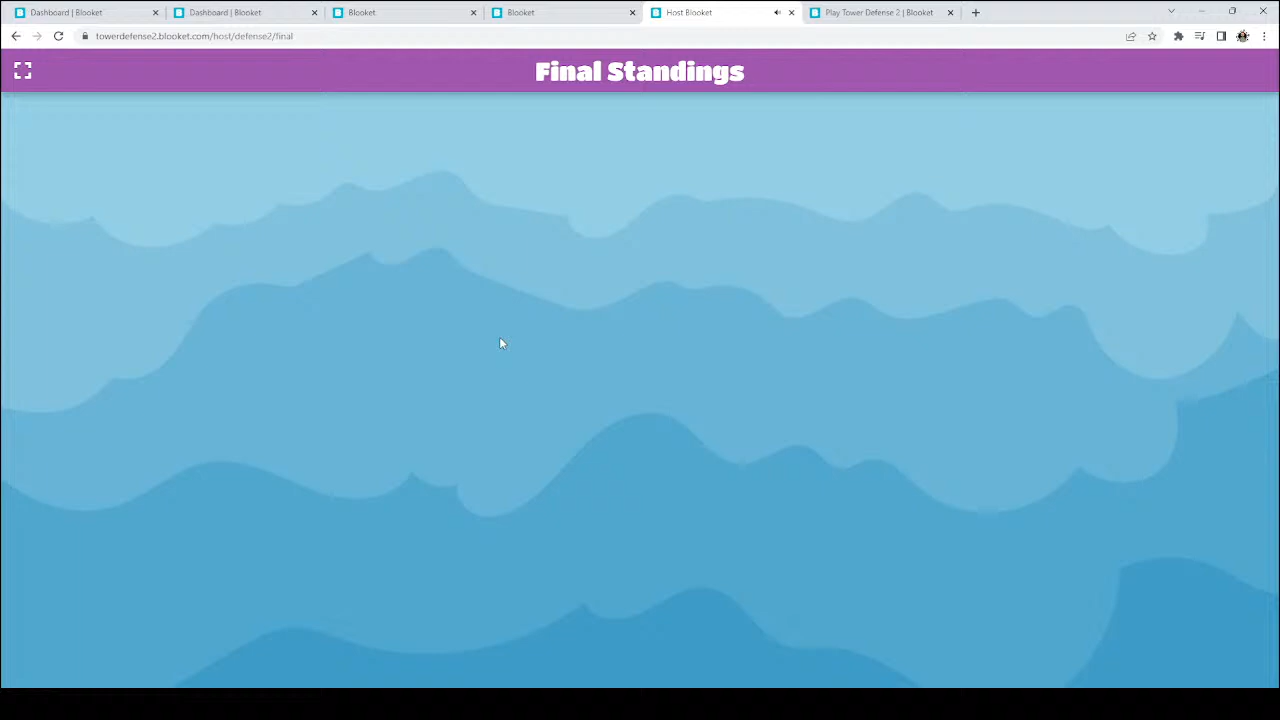 Dashboard | Blooket
Dashboard | Blooket
Blooket
Blooket
Host Blooket
Play Tower Defense 2 | Blooket
towerdefense2.blooket.com/host/defense2/final
Final Standings